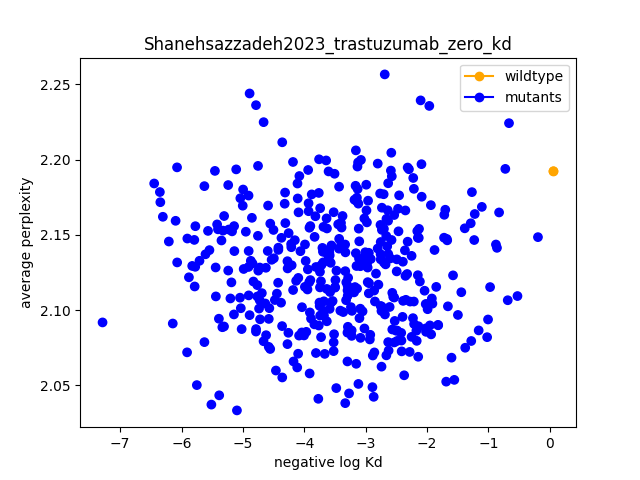 Shanehsazzadeh2023_trastuzumab_zero_kd
wildtype
mutants
2.25
2.20
2.15
2.10
2.05
average perplexity
−7 −6 −5 −4 −3 −2 −1 0
negative log Kd